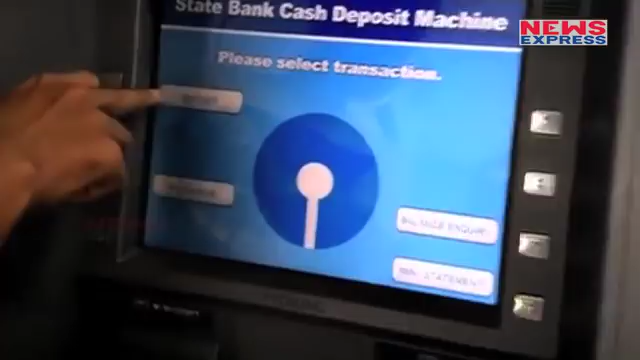 State Bank Cash Deposit Machine
NEWS
EXPRESS
Please select transaction.
BALANCE ENQUIRY
MINI STATEMENT